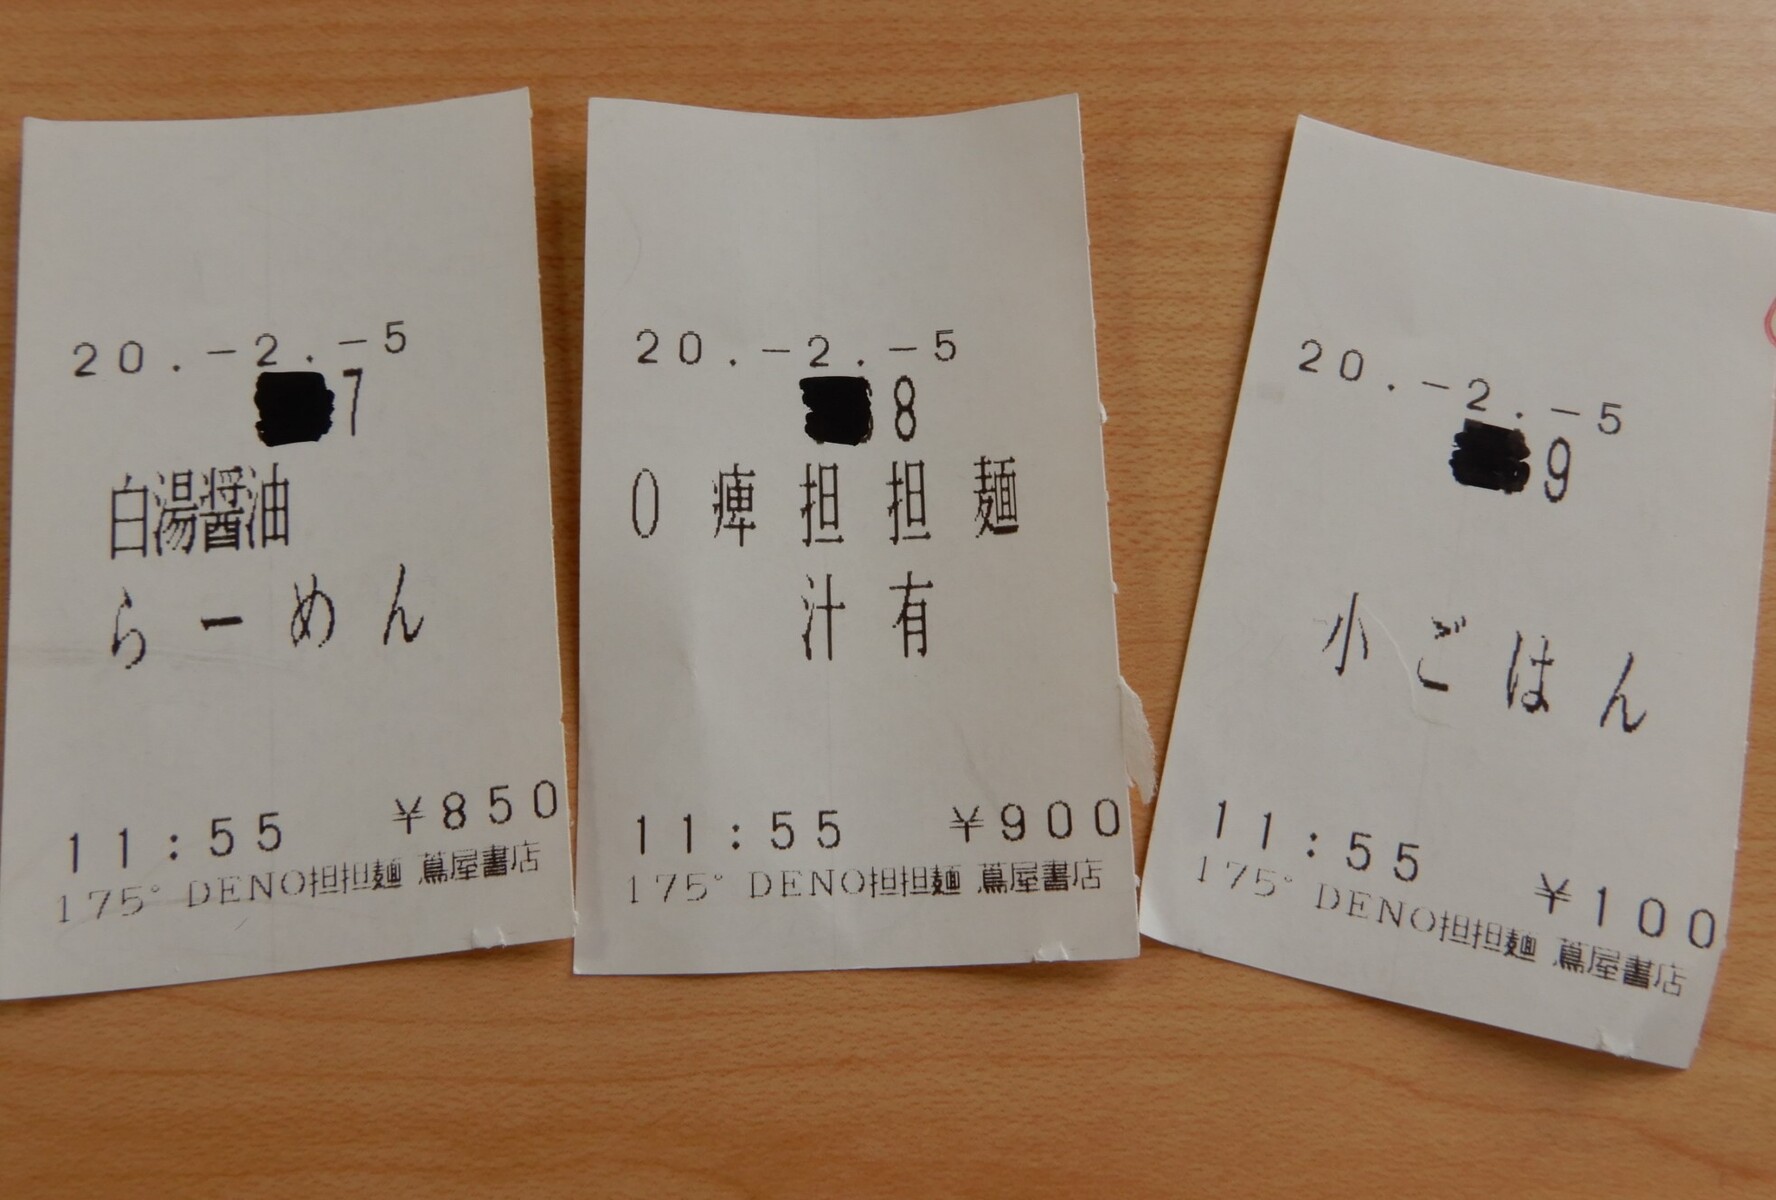 20.-2.-5
7
白湯醤油
らーめん
11:55 ¥850
175° DENO担担麺 蔦屋書店
20.-2.-5
8
0痺担担麺
汁有
11:55 ¥900
175° DENO担担麺 蔦屋書店
20.-2.-5
9
小ごはん
11:55 ¥100
175° DENO担担麺 蔦屋書店